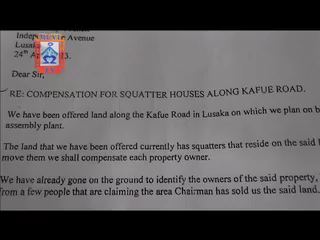 Independence Avenue
Lusaka
24th A
Dear Sir,
RE: COMPENSATION FOR SQUATTER HOUSES ALONG KAFUE ROAD.
We have been offered land along the Kafue Road in Lusaka on which we plan on b
assembly plant.
The land that we have been offered currently has squatters that reside on the said l
move them we shall compensate each property owner.
We have already gone on the ground to identify the owners of the said property,
from a few people that are claiming the area Chairman has sold us the said land.